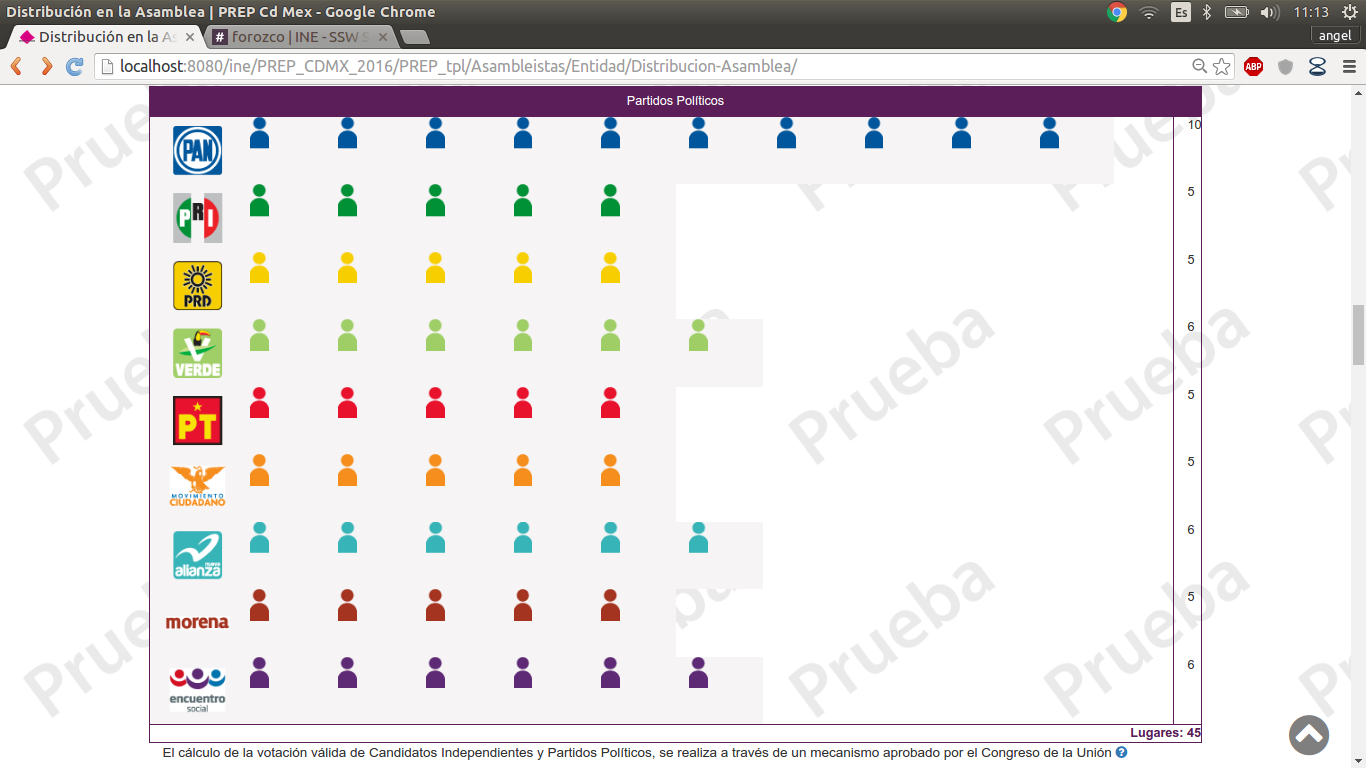 Distribución en la Asamblea | PREP Cd Mex - Google Chrome
Es
11:13
Distribución en la As
# forozco | INE - SSW S
angel
localhost:8080/ine/PREP_CDMX_2016/PREP_tpl/Asambleistas/Entidad/Distribucion-Asamblea/
ABP
Partidos Políticos
PAN
10
PRI
5
PRD
5
VERDE
6
PT
5
MOVIMIENTO
CIUDADANO
5
nueva
alianza
6
morena
5
encuentro
social
6
Prueba
Prueba
Prueba
Prueba
Prueba
Prueba
Prueba
Prueba
Prueba
Lugares: 45
El cálculo de la votación válida de Candidatos Independientes y Partidos Políticos, se realiza a través de un mecanismo aprobado por el Congreso de la Unión ?